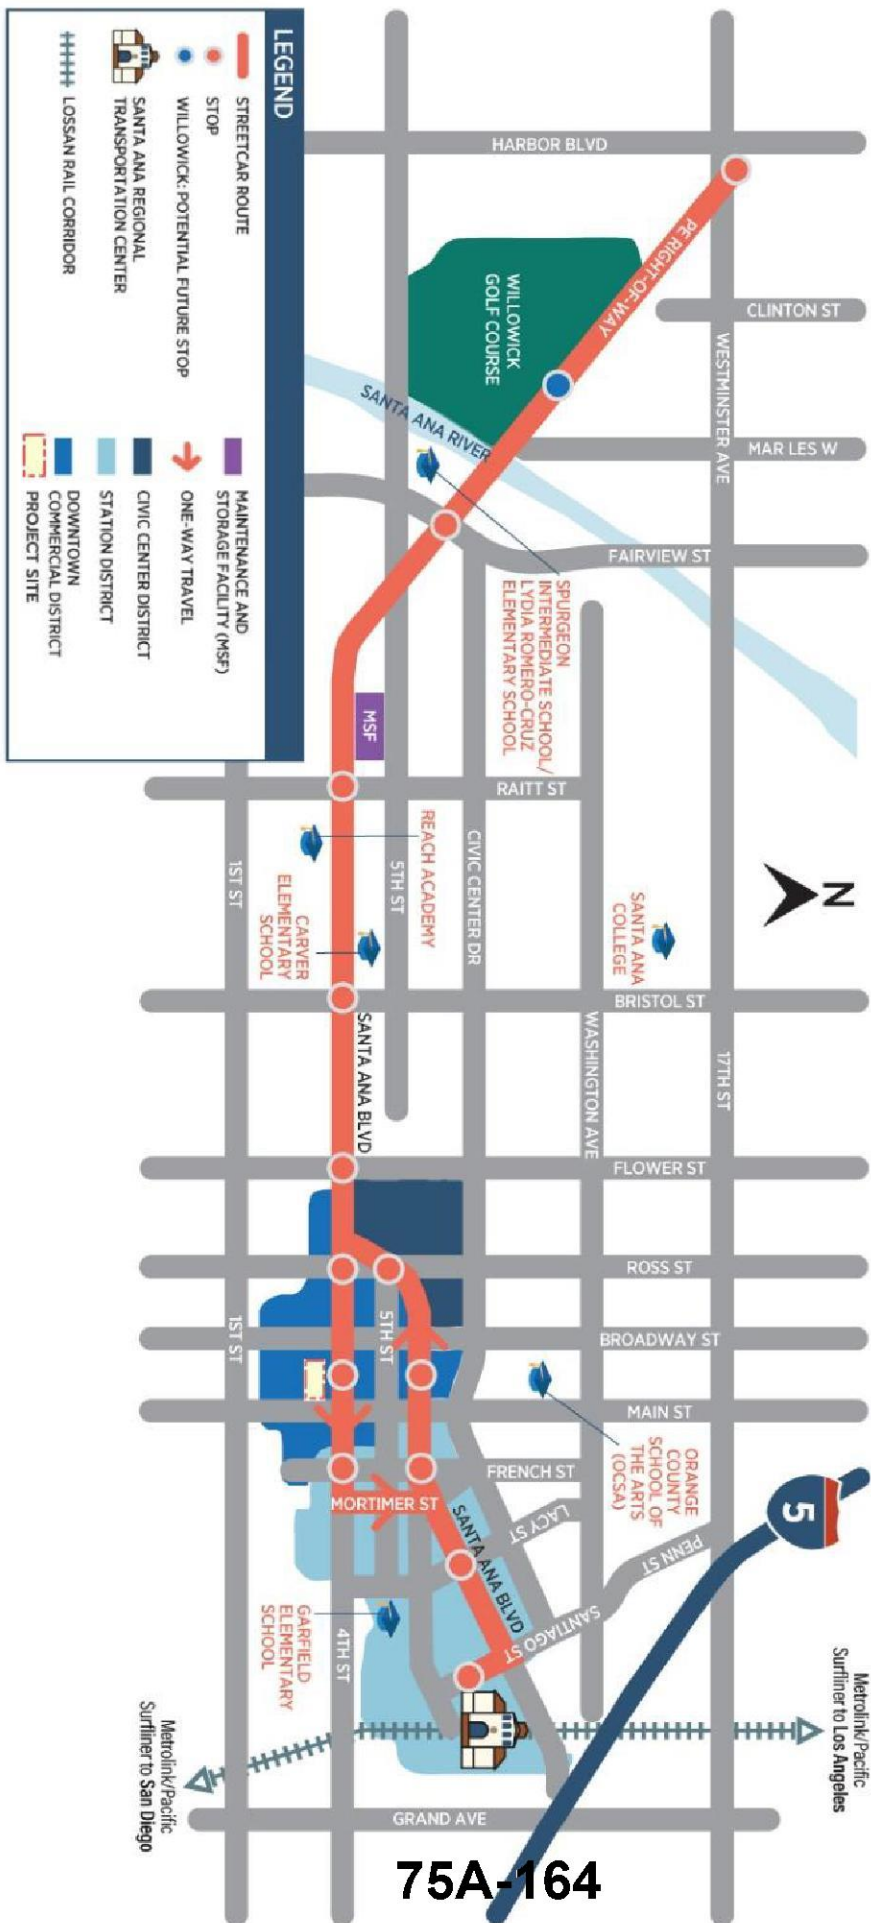 HARBOR BLVD
PE RIGHT-OF-WAY
WILLOWICK
GOLF COURSE
CLINTON ST
WESTMINSTER AVE
MAR LES W
SANTA ANA RIVER
FAIRVIEW ST
SPURGEON
INTERMEDIATE SCHOOL/
LYDIA ROMERO-CRUZ
ELEMENTARY SCHOOL
MSF
RAITT ST
REACH ACADEMY
CARVER
ELEMENTARY
SCHOOL
1ST ST
5TH ST
CIVIC CENTER DR
SANTA ANA
COLLEGE
N
BRISTOL ST
SANTA ANA BLVD
WASHINGTON AVE
17TH ST
FLOWER ST
ROSS ST
BROADWAY ST
1ST ST
5TH ST
MAIN ST
ORANGE
COUNTY
SCHOOL OF
THE ARTS
(OCSA)
FRENCH ST
MORTIMER ST
LACY ST
PENN ST
SANTA ANA BLVD
SANTIAGO ST
GARFIELD
ELEMENTARY
SCHOOL
4TH ST
5
Metrolink/Pacific
Surfliner to Los Angeles
Metrolink/Pacific
Surfliner to San Diego
GRAND AVE
LEGEND
STREETCAR ROUTE
STOP
WILLOWICK: POTENTIAL FUTURE STOP
SANTA ANA REGIONAL
TRANSPORTATION CENTER
LOSSAN RAIL CORRIDOR
MAINTENANCE AND
STORAGE FACILITY (MSF)
ONE-WAY TRAVEL
CIVIC CENTER DISTRICT
STATION DISTRICT
DOWNTOWN
COMMERCIAL DISTRICT
PROJECT SITE
75A-164